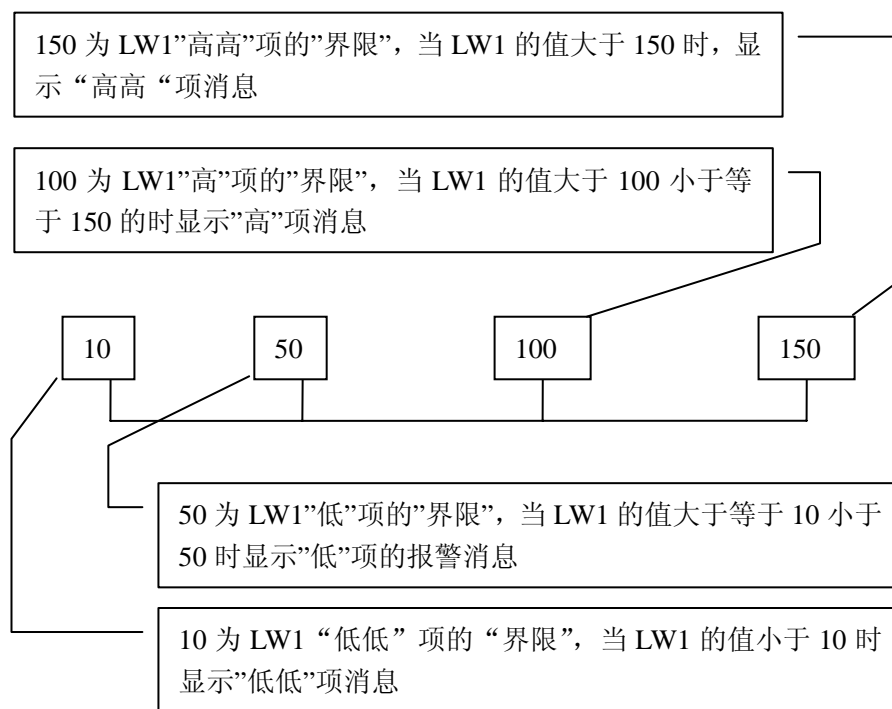 150 为 LW1”高高”项的”界限”，当 LW1 的值大于 150 时，显
示“高高“项消息
100 为 LW1”高”项的”界限”，当 LW1 的值大于 100 小于等
于 150 的时显示”高”项消息
10
50
100
150
50 为 LW1”低”项的”界限”，当 LW1 的值大于等于 10 小于
50 时显示”低”项的报警消息
10 为 LW1“低低”项的“界限”，当 LW1 的值小于 10 时
显示”低低”项消息